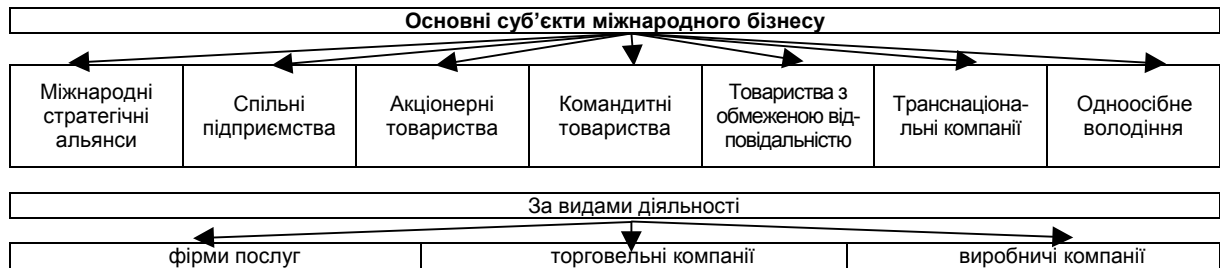 Основні суб’єкти міжнародного бізнесу
Міжнародні
стратегічні
альянси
Спільні
підприємства
Акціонерні
товариства
Командитні
товариства
Товариства з
обмеженою від-
повідальністю
Транснаціона-
льні компанії
Одноосібне
володіння
За видами діяльності
фірми послуг
торговельні компанії
виробничі компанії